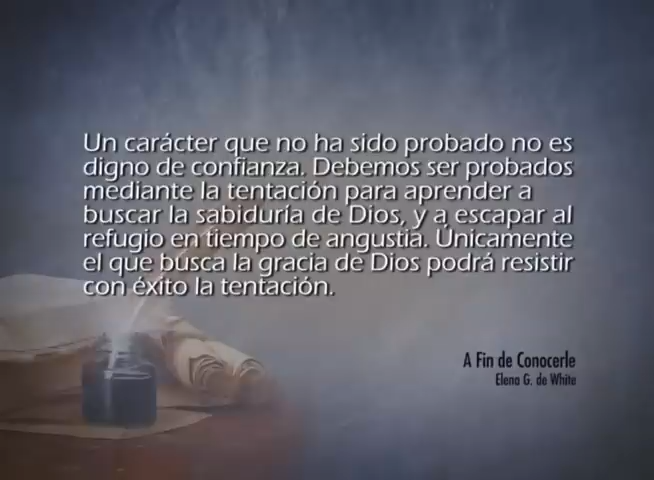 Un carácter que no ha sido probado no es
digno de confianza. Debemos ser probados
mediante la tentación para aprender a
buscar la sabiduría de Dios, y a escapar al
refugio en tiempo de angustia. Únicamente
el que busca la gracia de Dios podrá resistir
con éxito la tentación.
A Fin de Conocerle
Elena G. de White